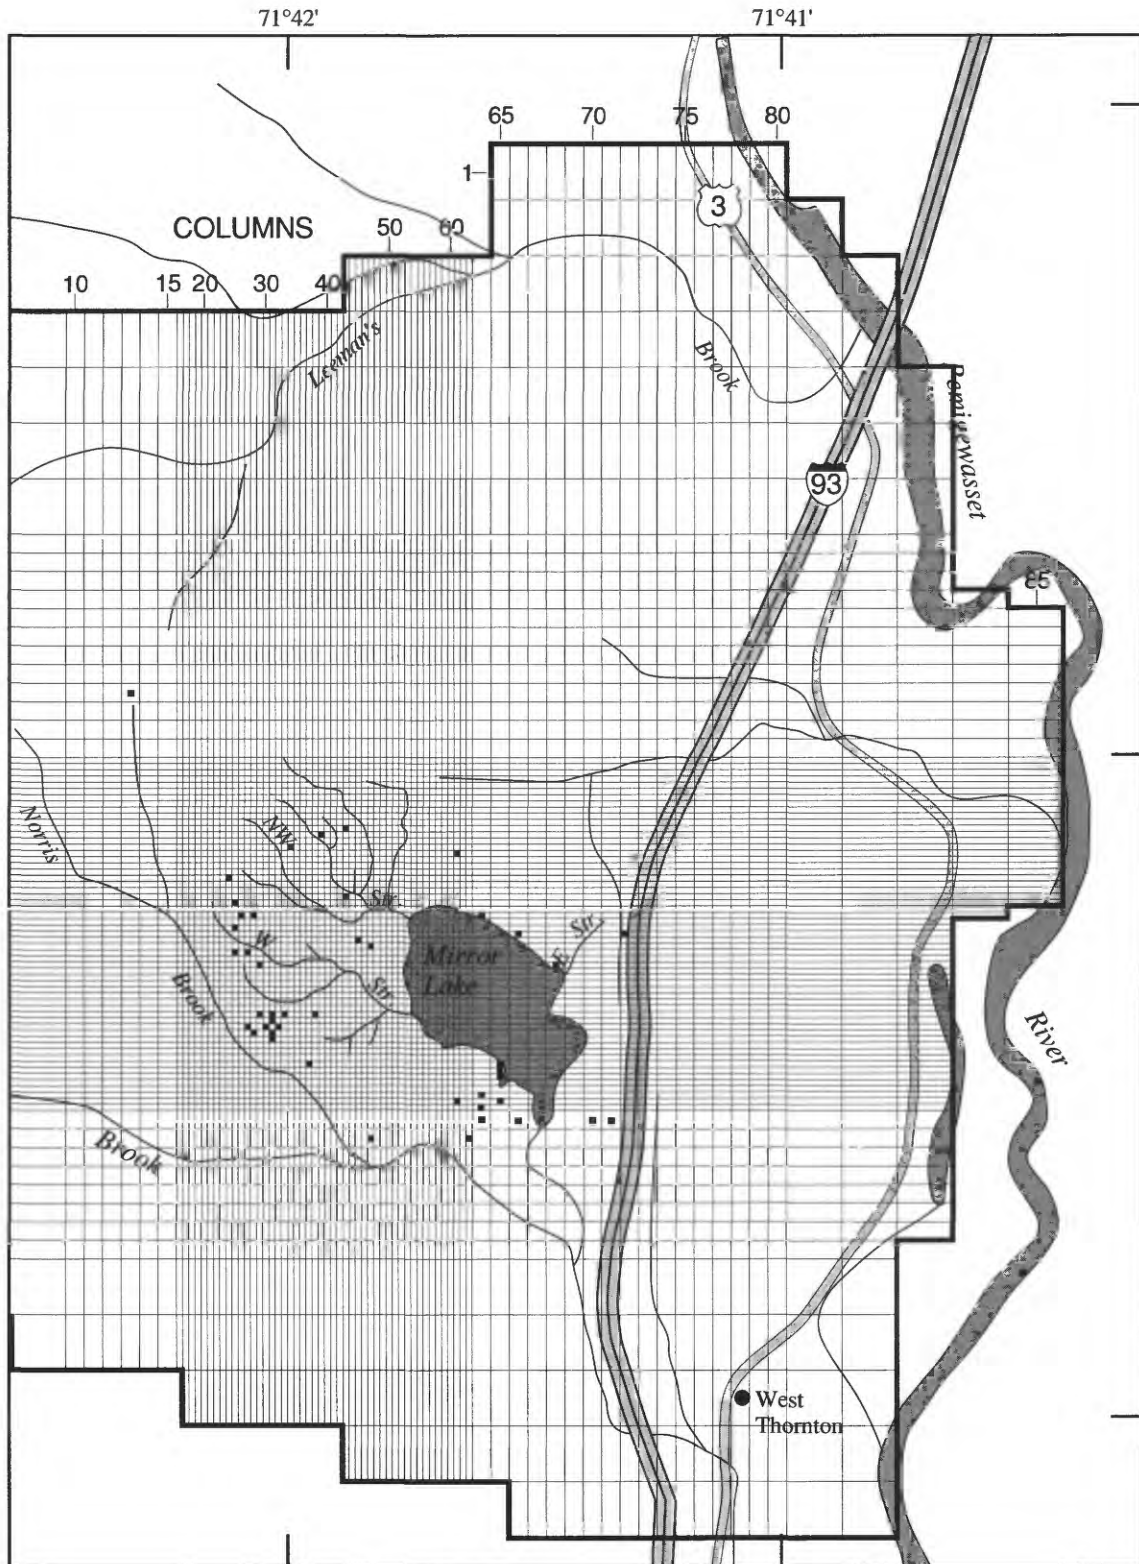 71°42'
71°41'
65 70 75 80
1
3
COLUMNS
50 60
10 15 20 30 40
Leeman's
Brook
Pemigewasset
93
85
Norris
NW
Str.
W
Str.
E.
Mirror
Lake
Str.
Brook
River
Brook
West
Thornton